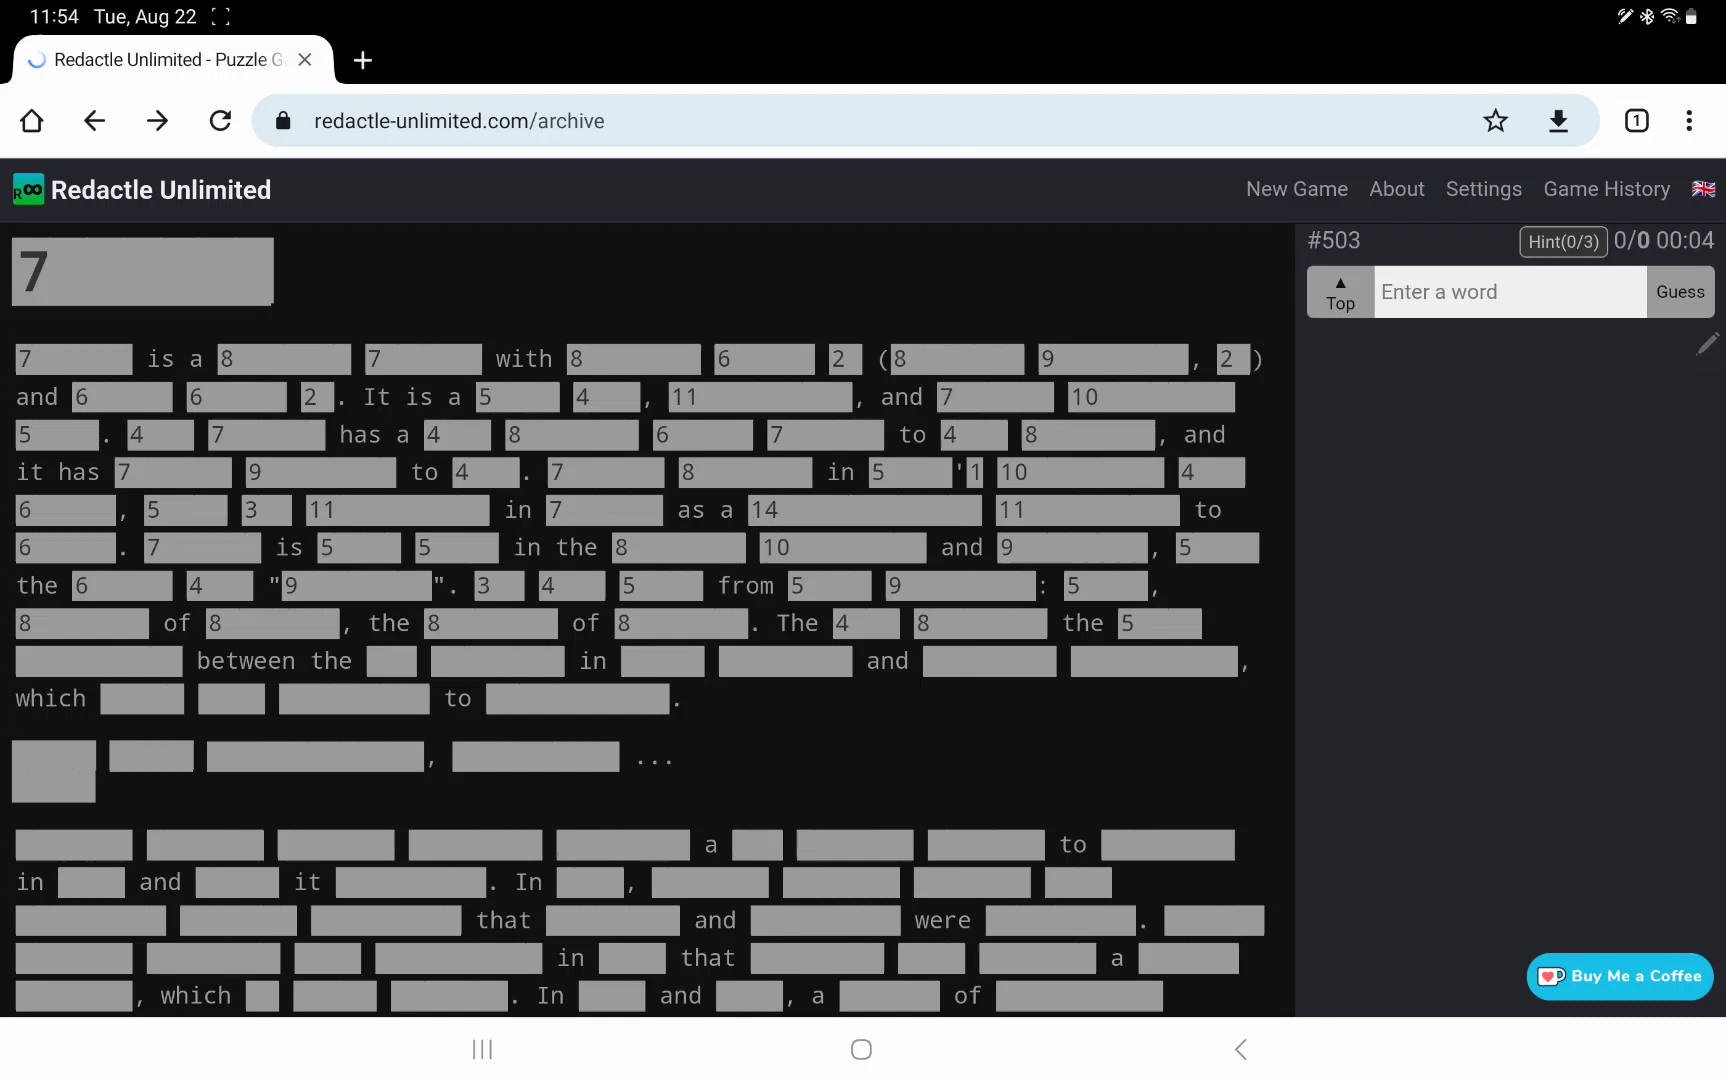 11:54 Tue, Aug 22
Redactle Unlimited - Puzzle G
redactle-unlimited.com/archive
1
R∞ Redactle Unlimited
New Game About Settings Game History
7
#503 Hint(0/3) 0/0 00:04
▲ Top Enter a word Guess
7 is a 8 7 with 8 6 2 (8 9, 2)
and 6 6 2. It is a 5 4, 11, and 7 10
5. 4 7 has a 4 8 6 7 to 4 8, and
it has 7 9 to 4. 7 8 in 5'1 10 4
6, 5 3 11 in 7 as a 14 11 to
6. 7 is 5 5 in the 8 10 and 9, 5
the 6 4 "9". 3 4 5 from 5 9: 5,
8 of 8, the 8 of 8. The 4 8 the 5
between the in and ,
which to .
, ...
a to
in and it . In ,
that and were .
in that a
, which . In and , a of
Buy Me a Coffee